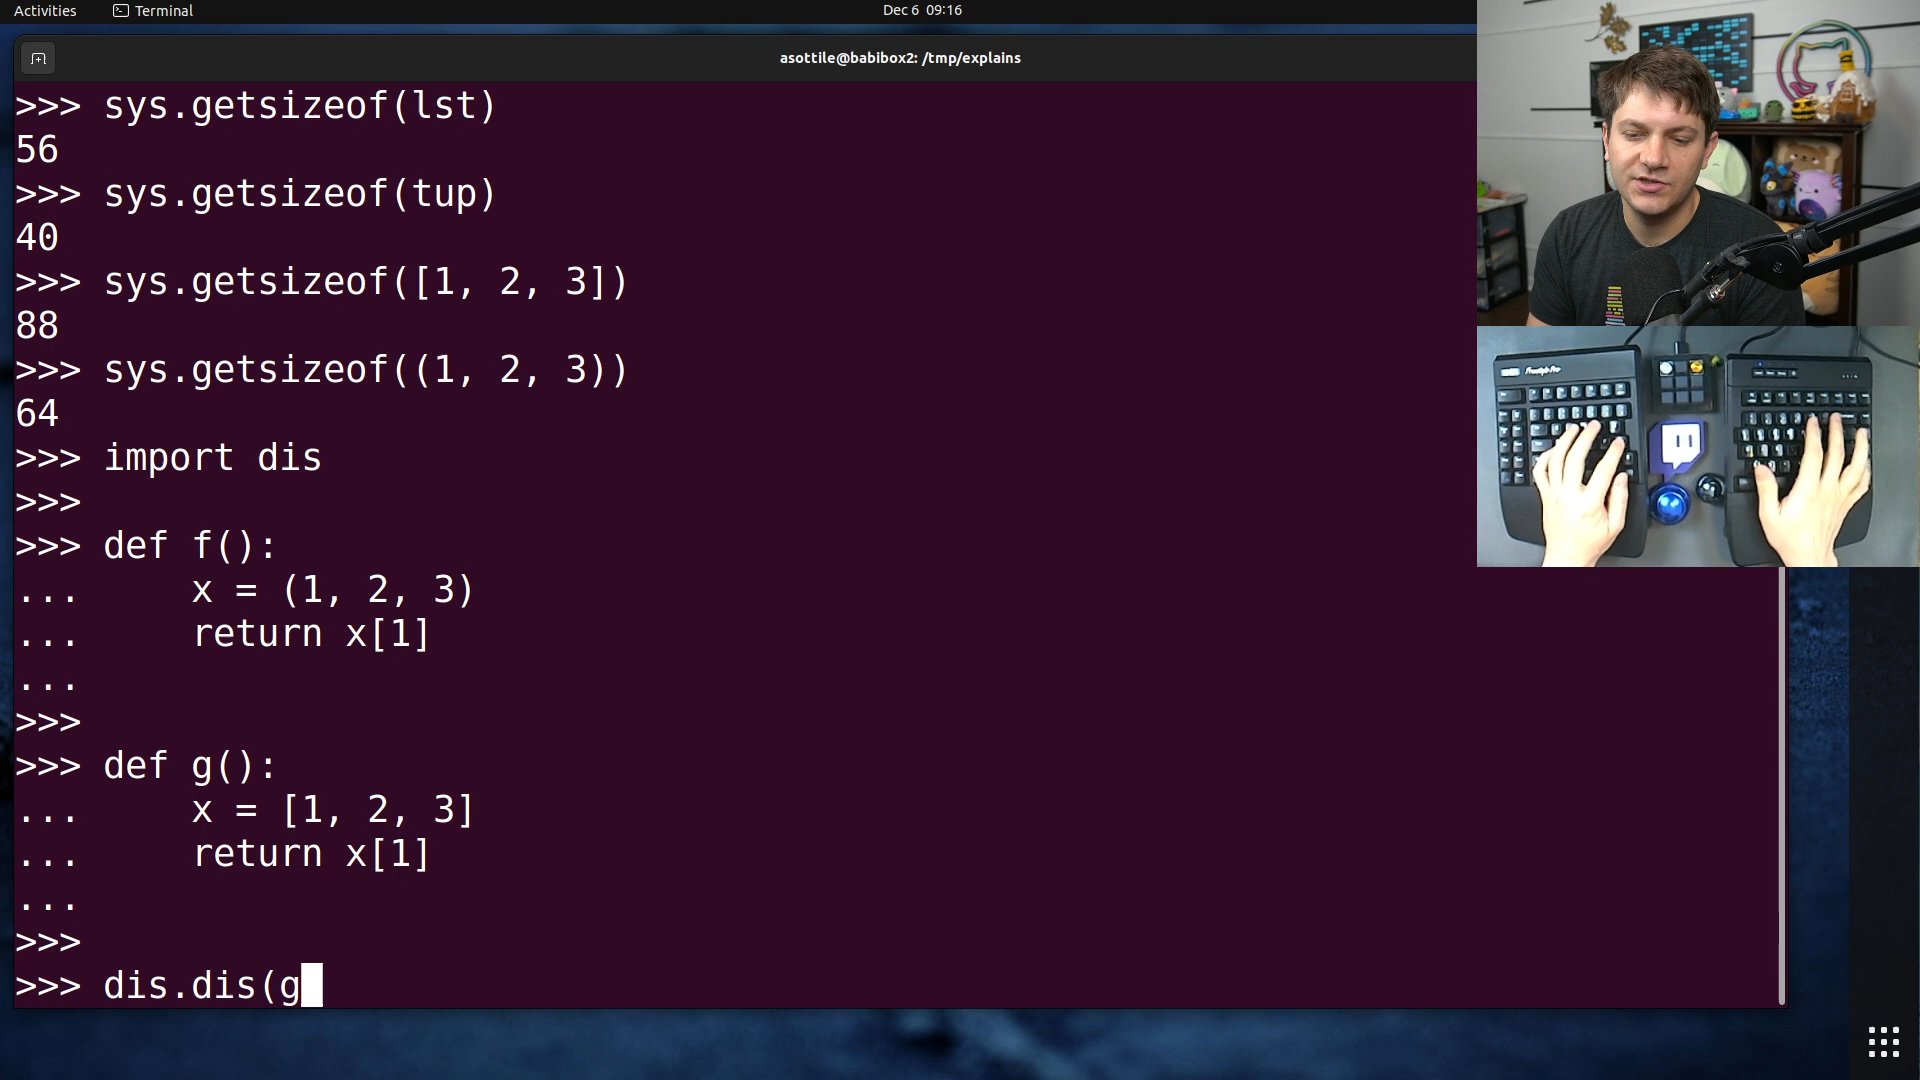 Activities
Terminal
Dec 6 09:16
asottile@babibox2: /tmp/explains
>>> sys.getsizeof(lst)
56
>>> sys.getsizeof(tup)
40
>>> sys.getsizeof([1, 2, 3])
88
>>> sys.getsizeof((1, 2, 3))
64
>>> import dis
>>>
>>> def f():
...     x = (1, 2, 3)
...     return x[1]
...
>>>
>>> def g():
...     x = [1, 2, 3]
...     return x[1]
...
>>>
>>> dis.dis(g
Freestyle Pro